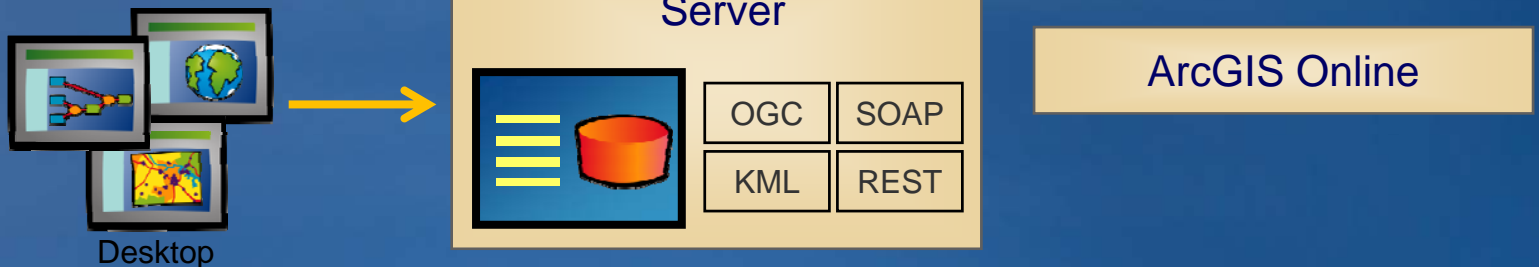 Server
ArcGIS Online
OGC
SOAP
KML
REST
Desktop